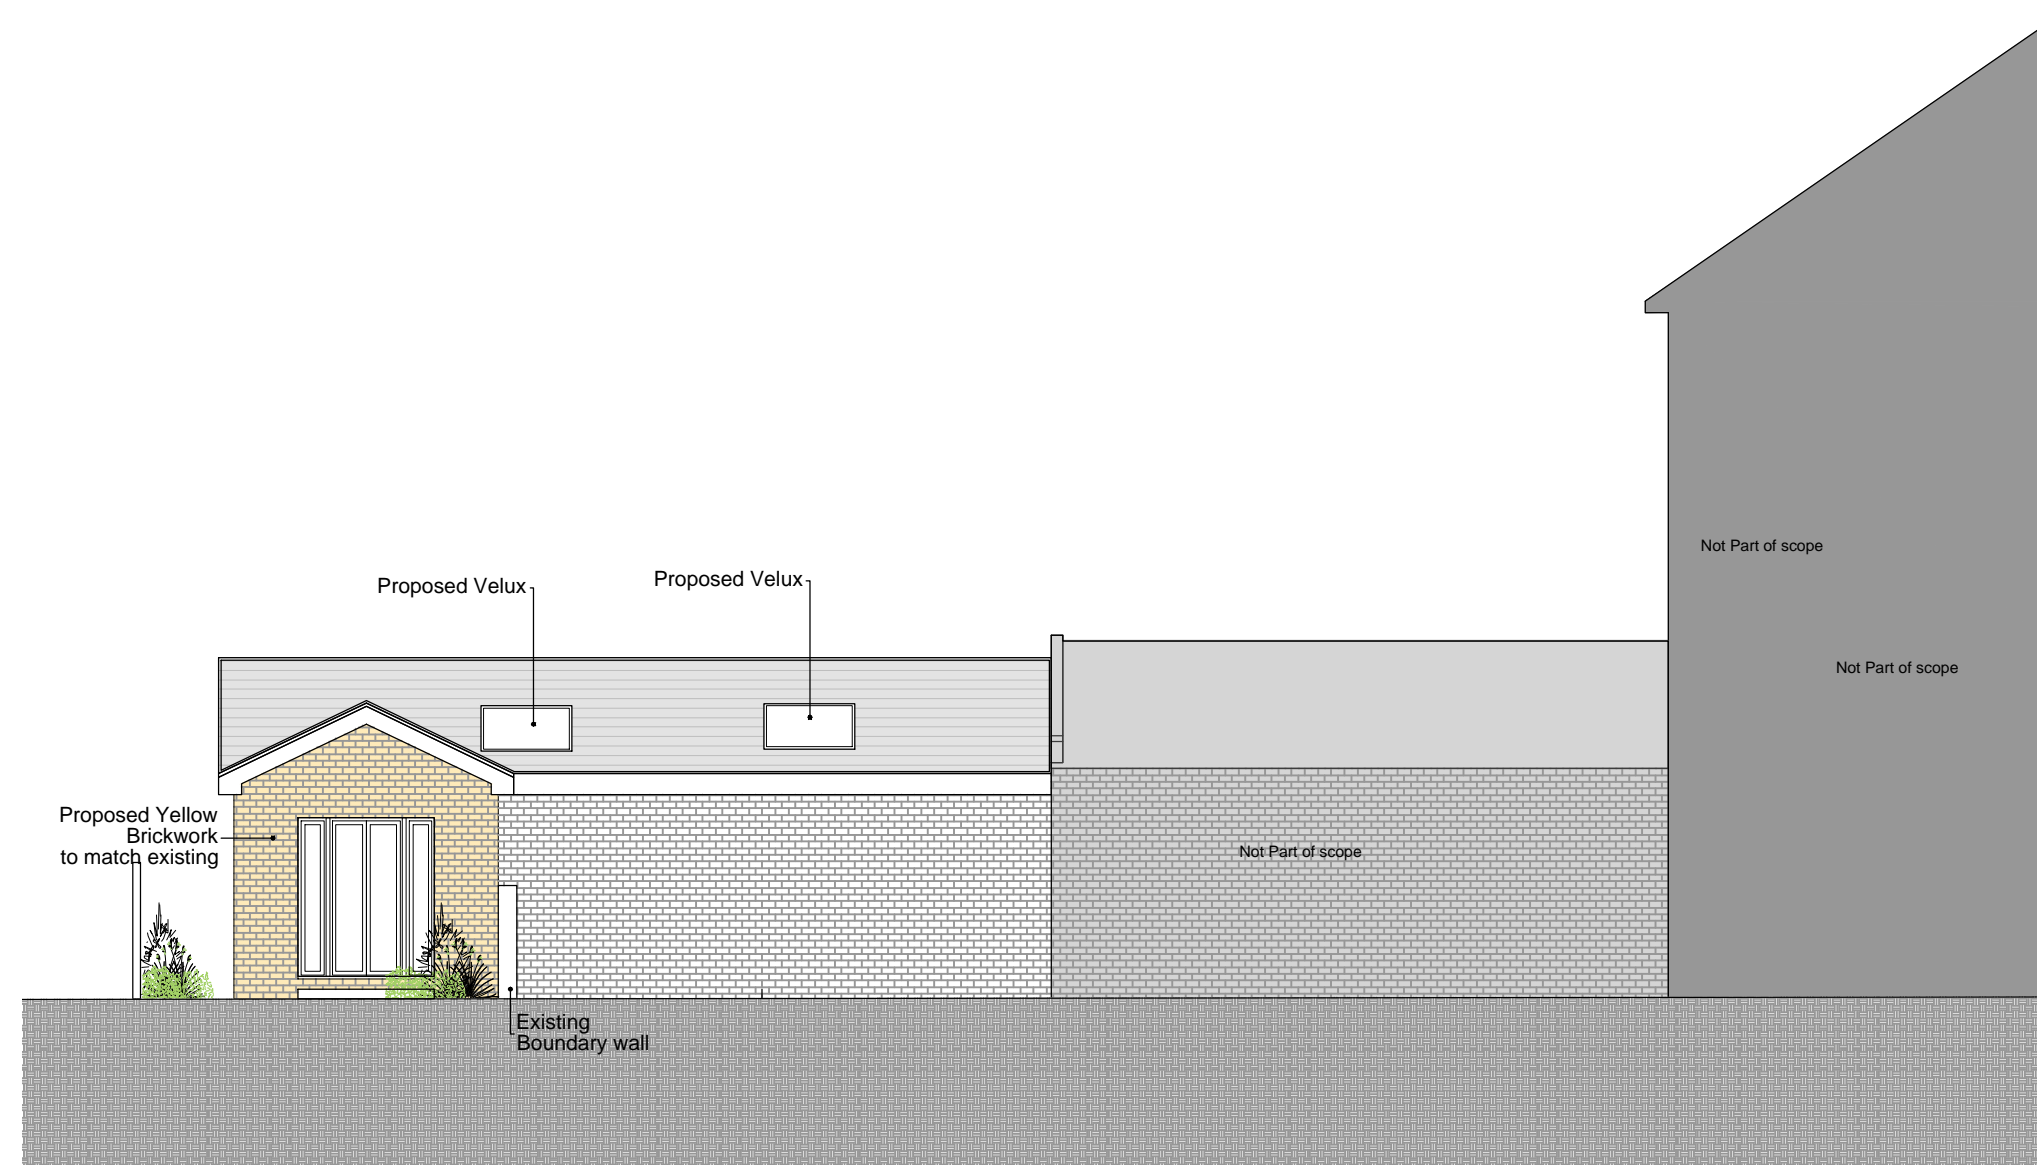 Not Part of scope
Proposed Velux
Proposed Velux
Not Part of scope
Proposed Yellow
Brickwork
to match existing
Not Part of scope
Existing
Boundary wall